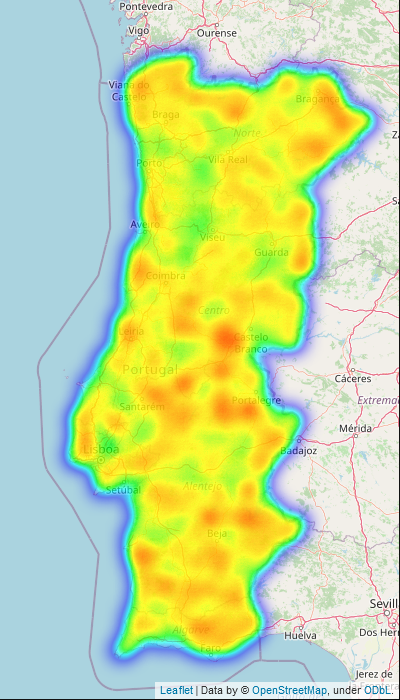 Pontevedra
Vigo
Ourense
Viana do
Castelo
Bragança
Braga
Norte
Porto
Vila Real
Aveiro
Viseu
Guarda
Coimbra
Centro
Leiria
Castelo
Branco
Portugal
Cáceres
Santarém
Portalegre
Extrema
Mérida
Lisboa
Badajoz
Setúbal
Alentejo
Beja
Sevill
Algarve
Huelva
Dos Her
Faro
Jerez de
Leaflet | Data by © OpenStreetMap, under ODbL.